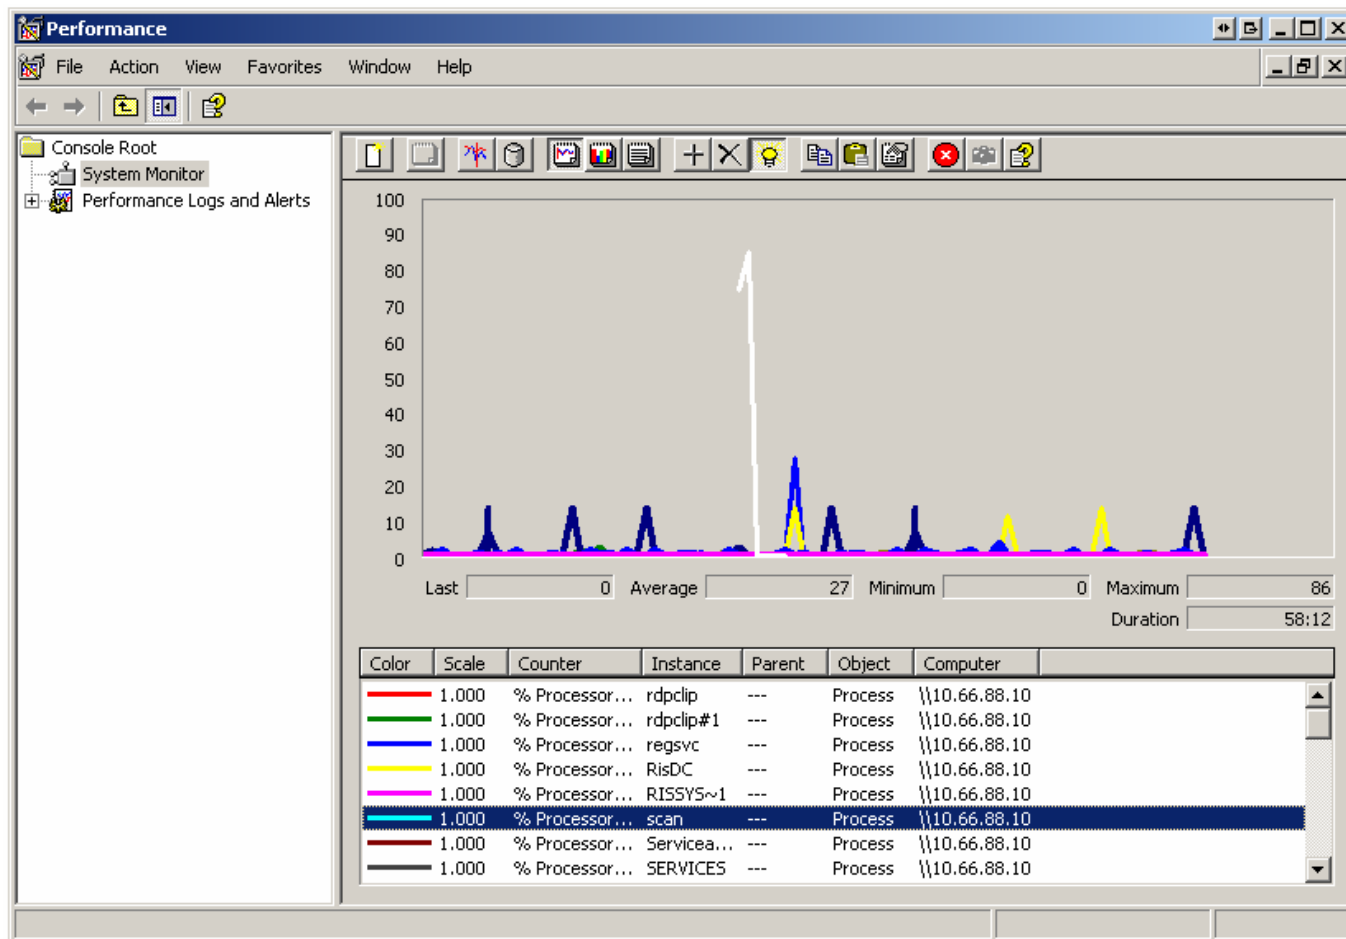 Performance
File Action View Favorites Window Help
Console Root
System Monitor
Performance Logs and Alerts
100
90
80
70
60
50
40
30
20
10
0
Last 0 Average 27 Minimum 0 Maximum 86
Duration 58:12
Color Scale Counter Instance Parent Object Computer
1.000 % Processor... rdpclip --- Process \\10.66.88.10
1.000 % Processor... rdpclip#1 --- Process \\10.66.88.10
1.000 % Processor... regsvc --- Process \\10.66.88.10
1.000 % Processor... RisDC --- Process \\10.66.88.10
1.000 % Processor... RISSYS~1 --- Process \\10.66.88.10
1.000 % Processor... scan --- Process \\10.66.88.10
1.000 % Processor... Servicea... --- Process \\10.66.88.10
1.000 % Processor... SERVICES --- Process \\10.66.88.10